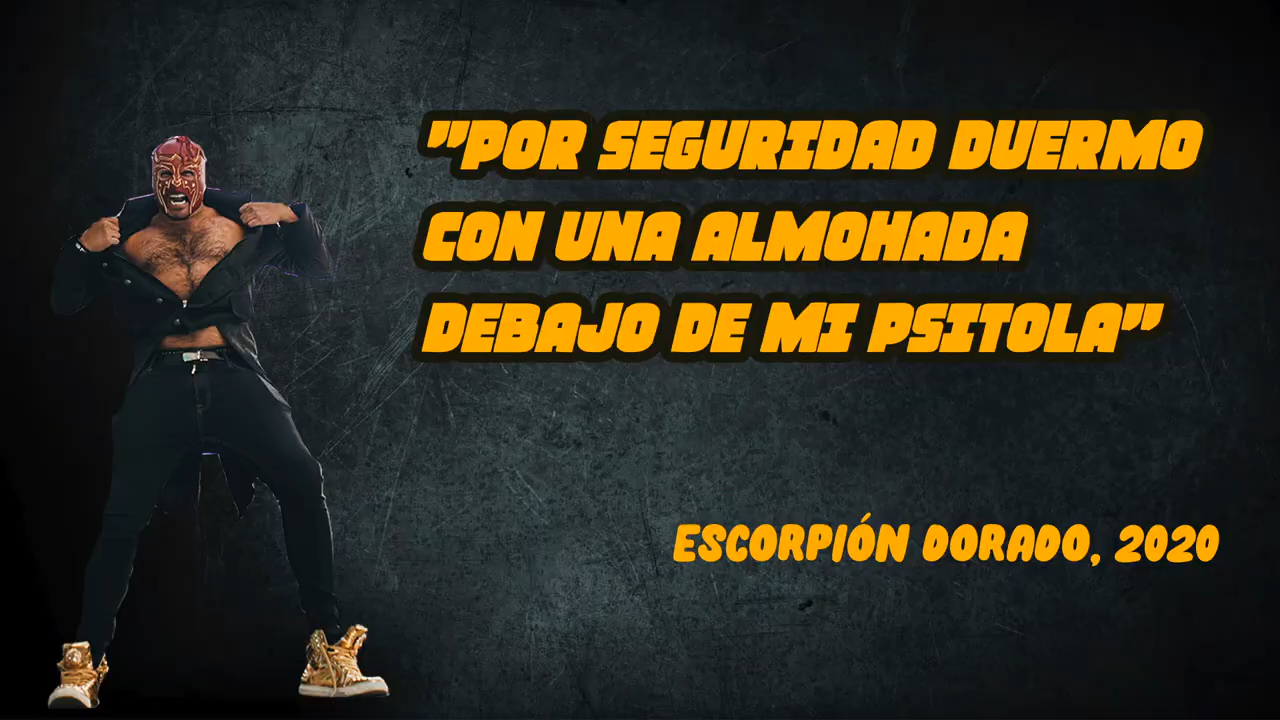 "POR SEGURIDAD DUERMO
CON UNA ALMOHADA
DEBAJO DE MI PSITOLA"
ESCORPIÓN DORADO, 2020